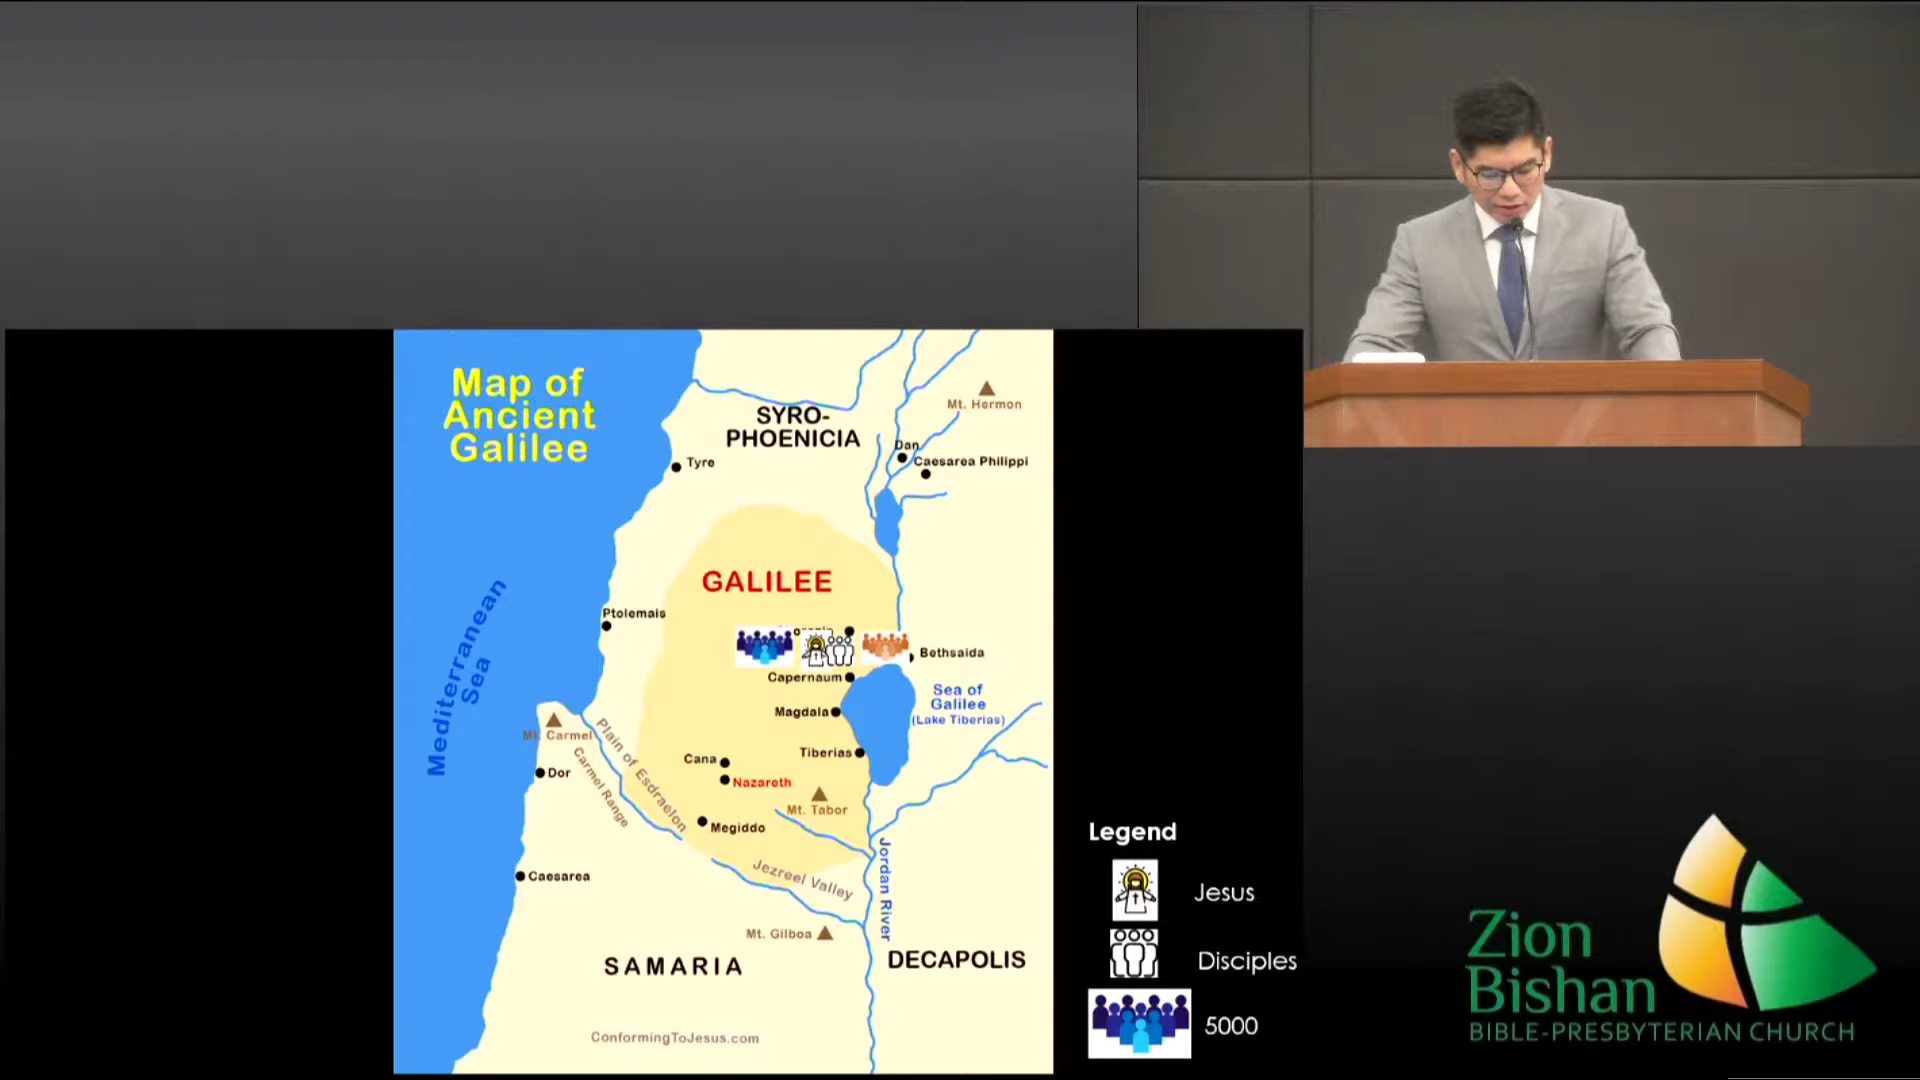 Map of
Ancient
Galilee
SYRO-
PHOENICIA
Mt. Hermon
Dan
Caesarea Philippi
Tyre
GALILEE
Ptolemais
Bethsaida
Capernaum
Sea of
Galilee
(Lake Tiberias)
Magdala
Mediterranean
Sea
Mt. Carmel
Plain of Esdraelon
Carmel Range
Tiberias
Cana
Nazareth
Dor
Mt. Tabor
Megiddo
Jordan River
Jezreel Valley
Caesarea
Mt. Gilboa
SAMARIA
DECAPOLIS
ConformingToJesus.com
Legend
Jesus
Disciples
5000
Zion
Bishan
BIBLE-PRESBYTERIAN CHURCH